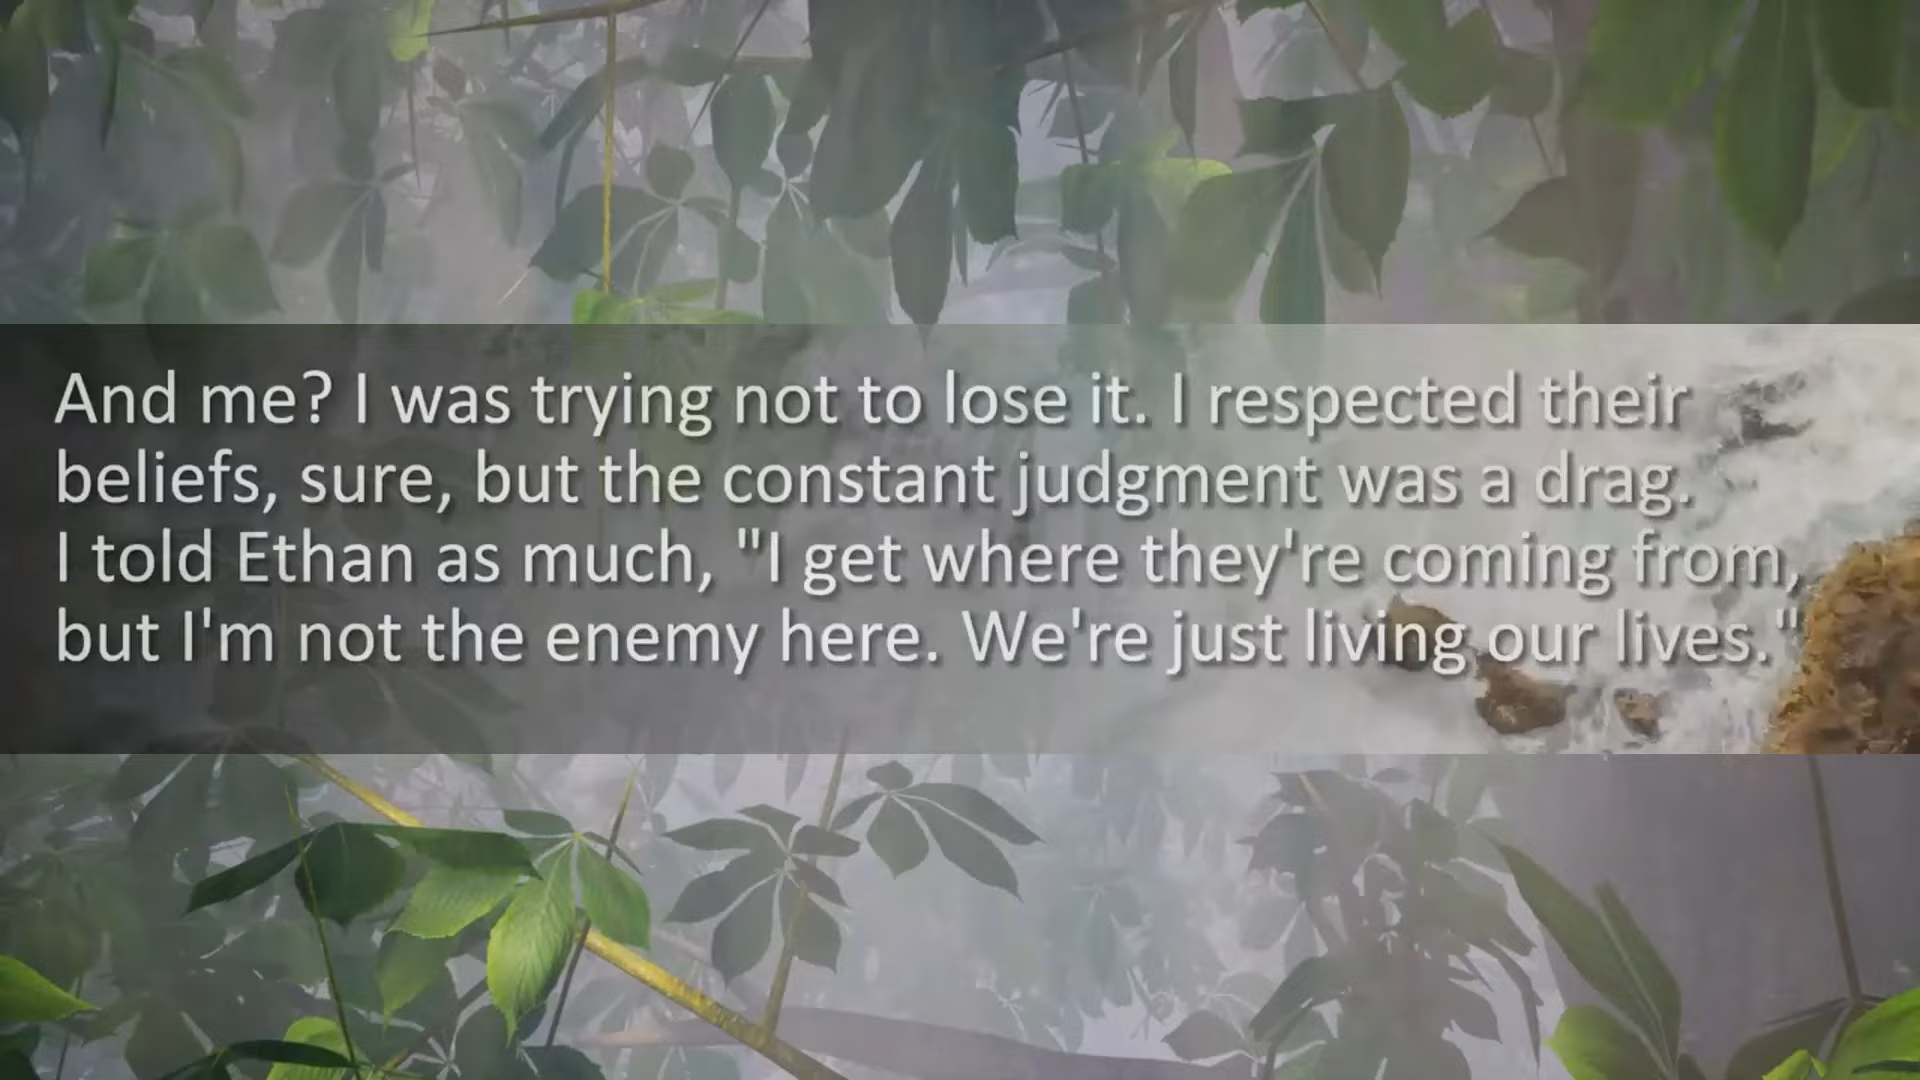 And me? I was trying not to lose it. I respected their
beliefs, sure, but the constant judgment was a drag.
I told Ethan as much, "I get where they're coming from,
but I'm not the enemy here. We're just living our lives."